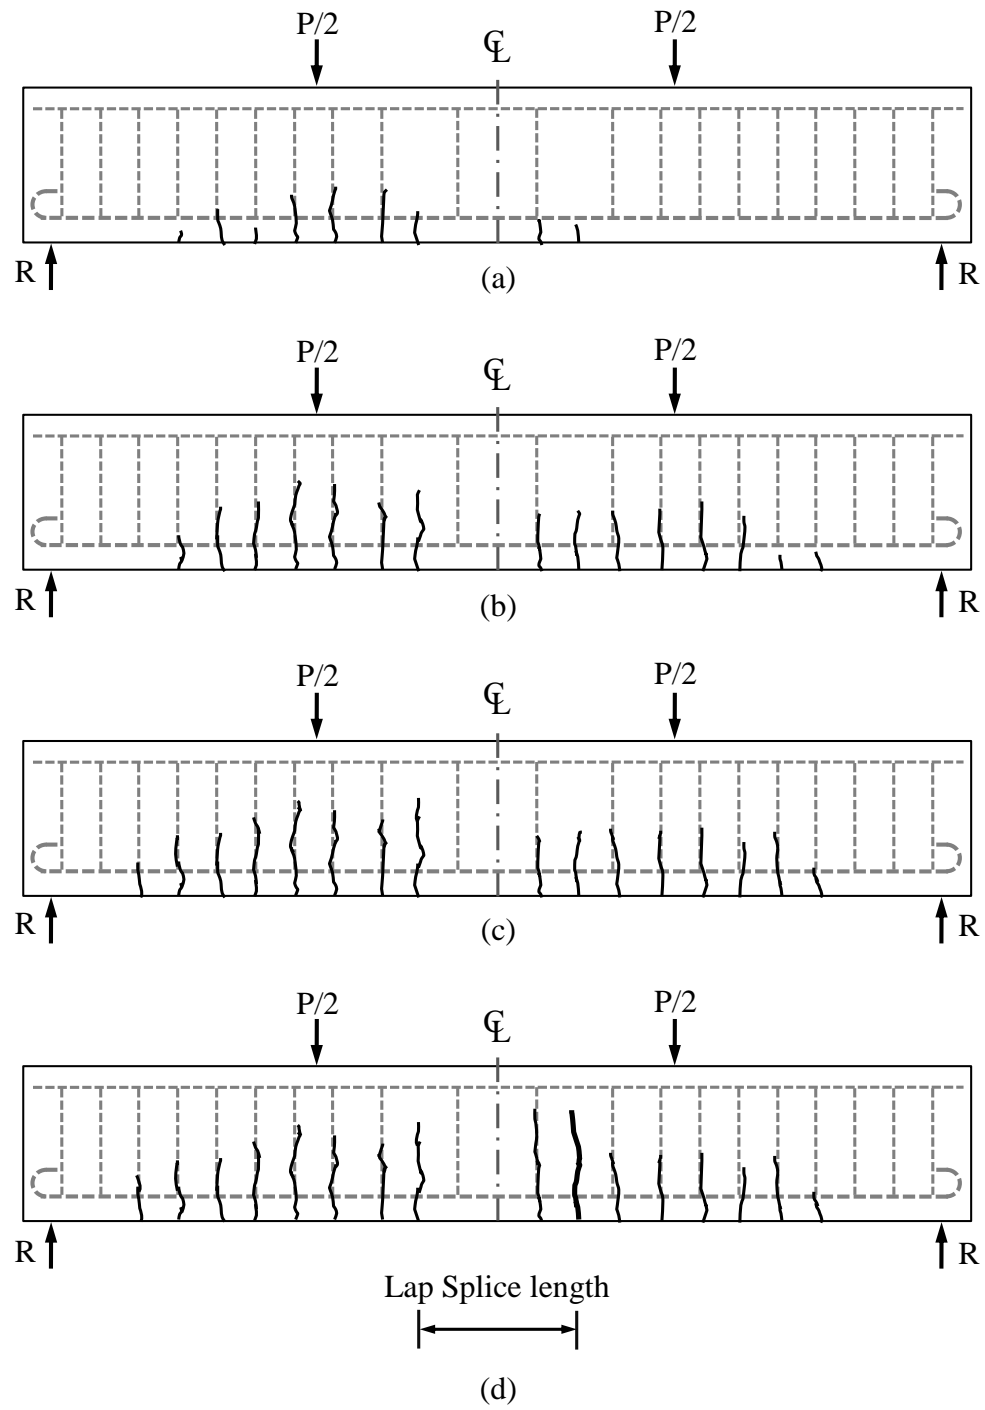 P/2 ℄ P/2
R R
(a)
P/2 ℄ P/2
R R
(b)
P/2 ℄ P/2
R R
(c)
P/2 ℄ P/2
R R
Lap Splice length
(d)